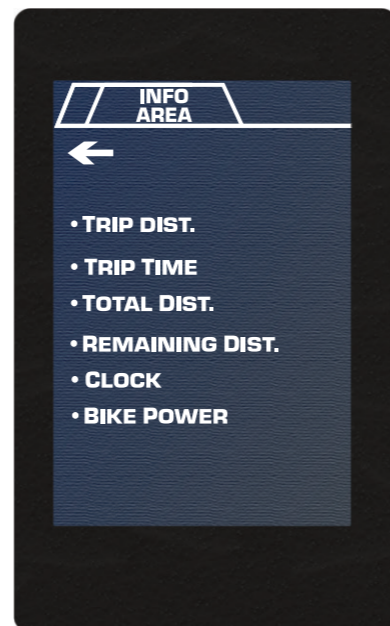 INFO
AREA
• TRIP DIST.
• TRIP TIME
• TOTAL DIST.
• REMAINING DIST.
• CLOCK
• BIKE POWER